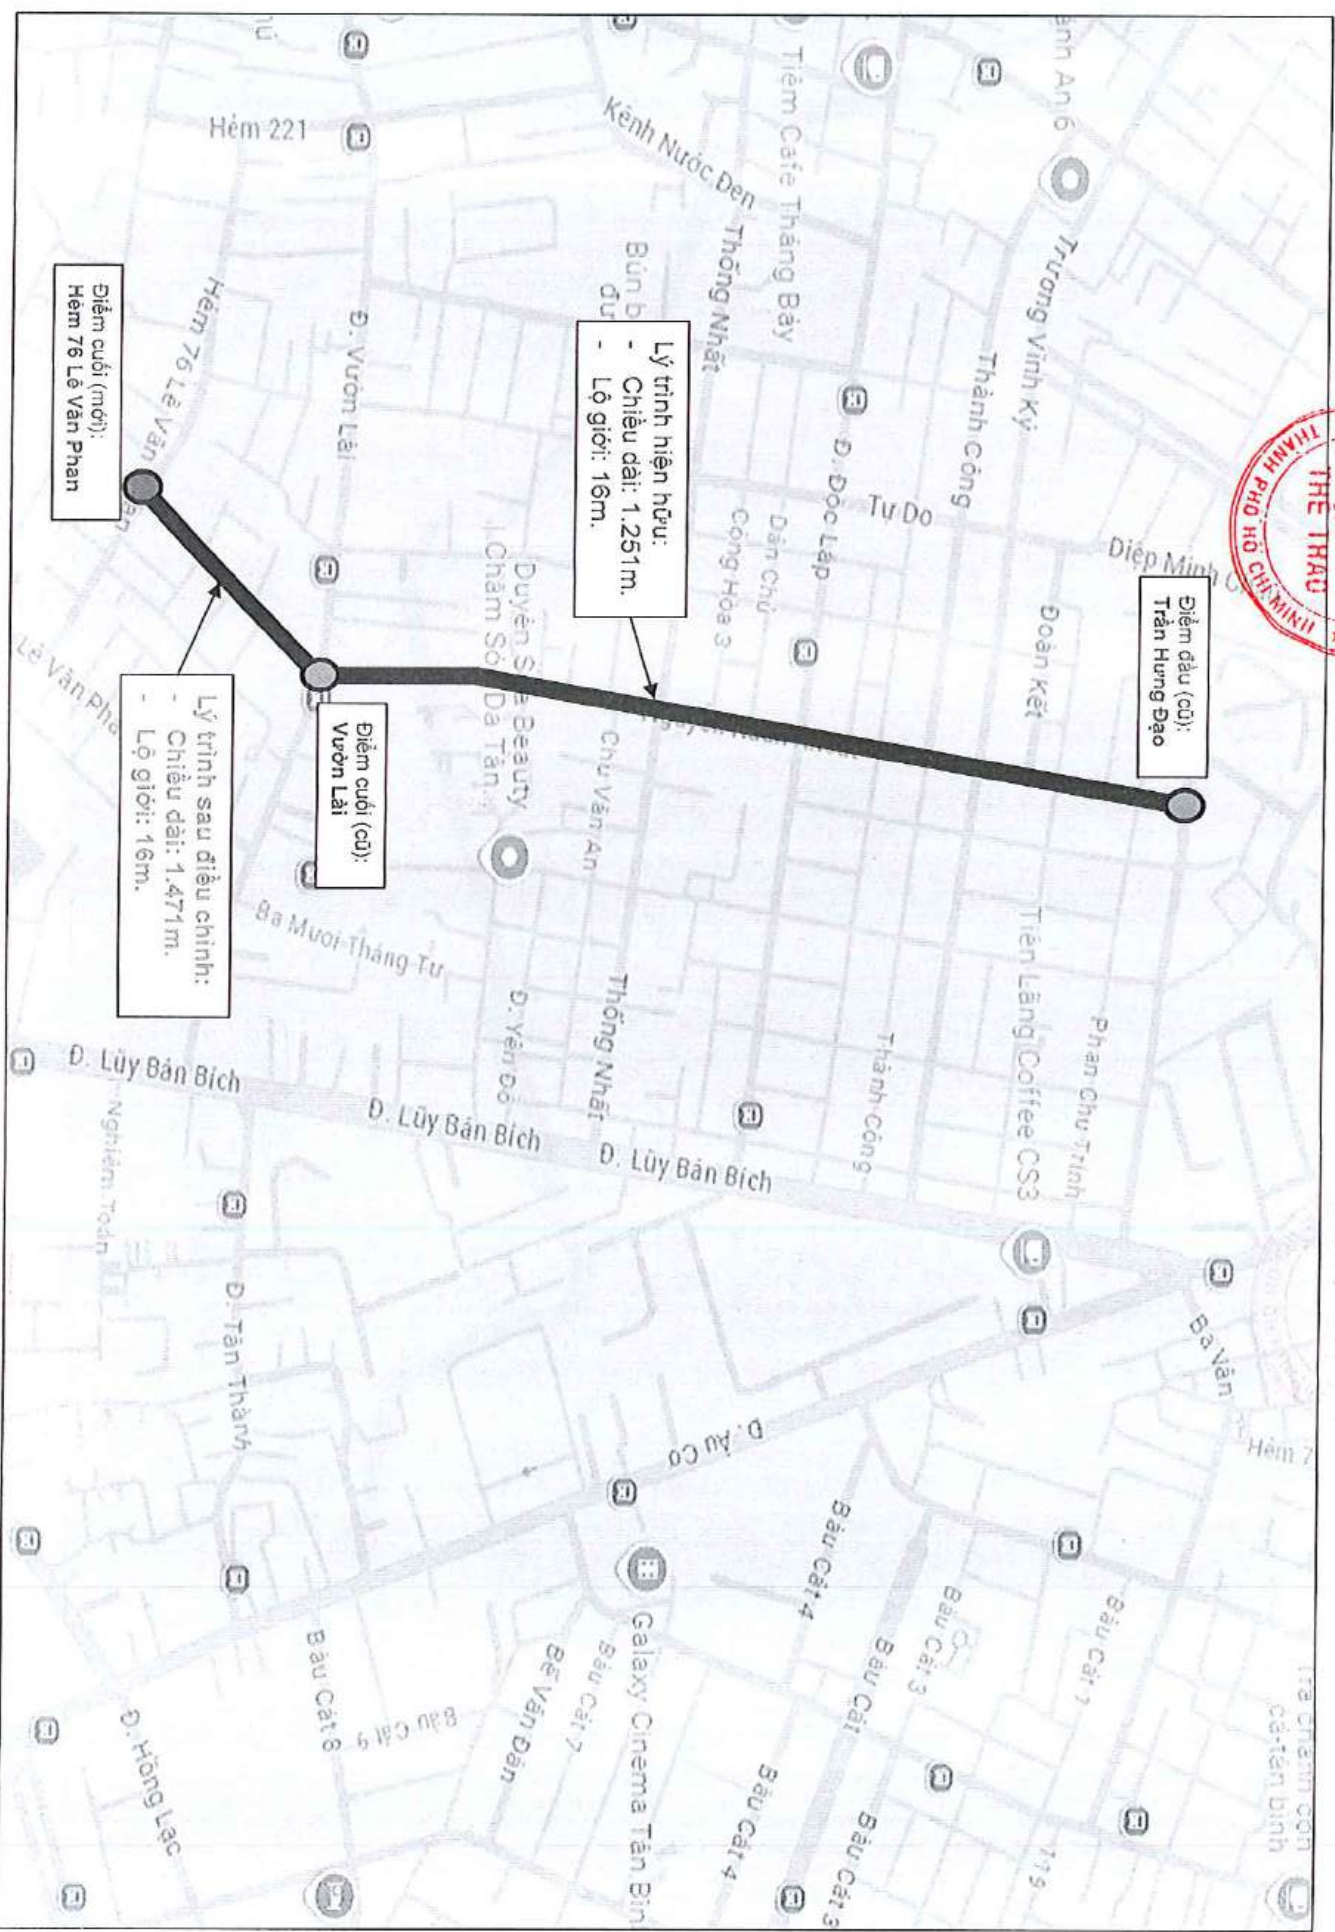 THỂ THAO
THÀNH PHỐ HỒ CHÍ MINH
Điểm đầu (cũ):
Trần Hưng Đạo
Lý trình hiện hữu:
- Chiều dài: 1.251m.
- Lộ giới: 16m.
Điểm cuối (cũ):
Vườn Lài
Lý trình sau điều chỉnh:
- Chiều dài: 1.471m.
- Lộ giới: 16m.
Điểm cuối (mới):
Hẻm 76 Lê Văn Phan
Trương Vĩnh Ký
Thành Công
Diệp Minh
Đoàn Kết
Tự Do
Đ. Độc Lập
Dân Chủ
Cộng Hòa 3
Tiệm Cafe Tháng Bảy
Thống Nhất
Kênh Nước Đen
Bún b
đư
Hẻm 221
Đ. Vườn Lài
Hẻm 76 Lê Văn
Lê Văn Pha
Duyên S a Beauty
Chăm Só Da Tân
Chu Văn An
Ba Mươi Tháng Tư
Đ. Yên Đỗ
Thống Nhất
Thành Công
Tiên Lãng Coffee CS3
Phan Chu Trinh
Đ. Lũy Bán Bích
Đ. Lũy Bán Bích
Đ. Lũy Bán Bích
Nghiêm Toản
Đ. Tân Thành
Đ. Âu Cơ
Ba Vân
Hẻm 7
Bàu Cát 4
Bàu Cát 3
Bàu Cát 1
Bàu Cát
Bàu Cát 3
Bàu Cát 4
Galaxy Cinema Tân Bìn
Bàu Cát 7
Bế Văn Đàn
Bàu Cát 9
Bàu Cát 8
Đ. Hồng Lạc